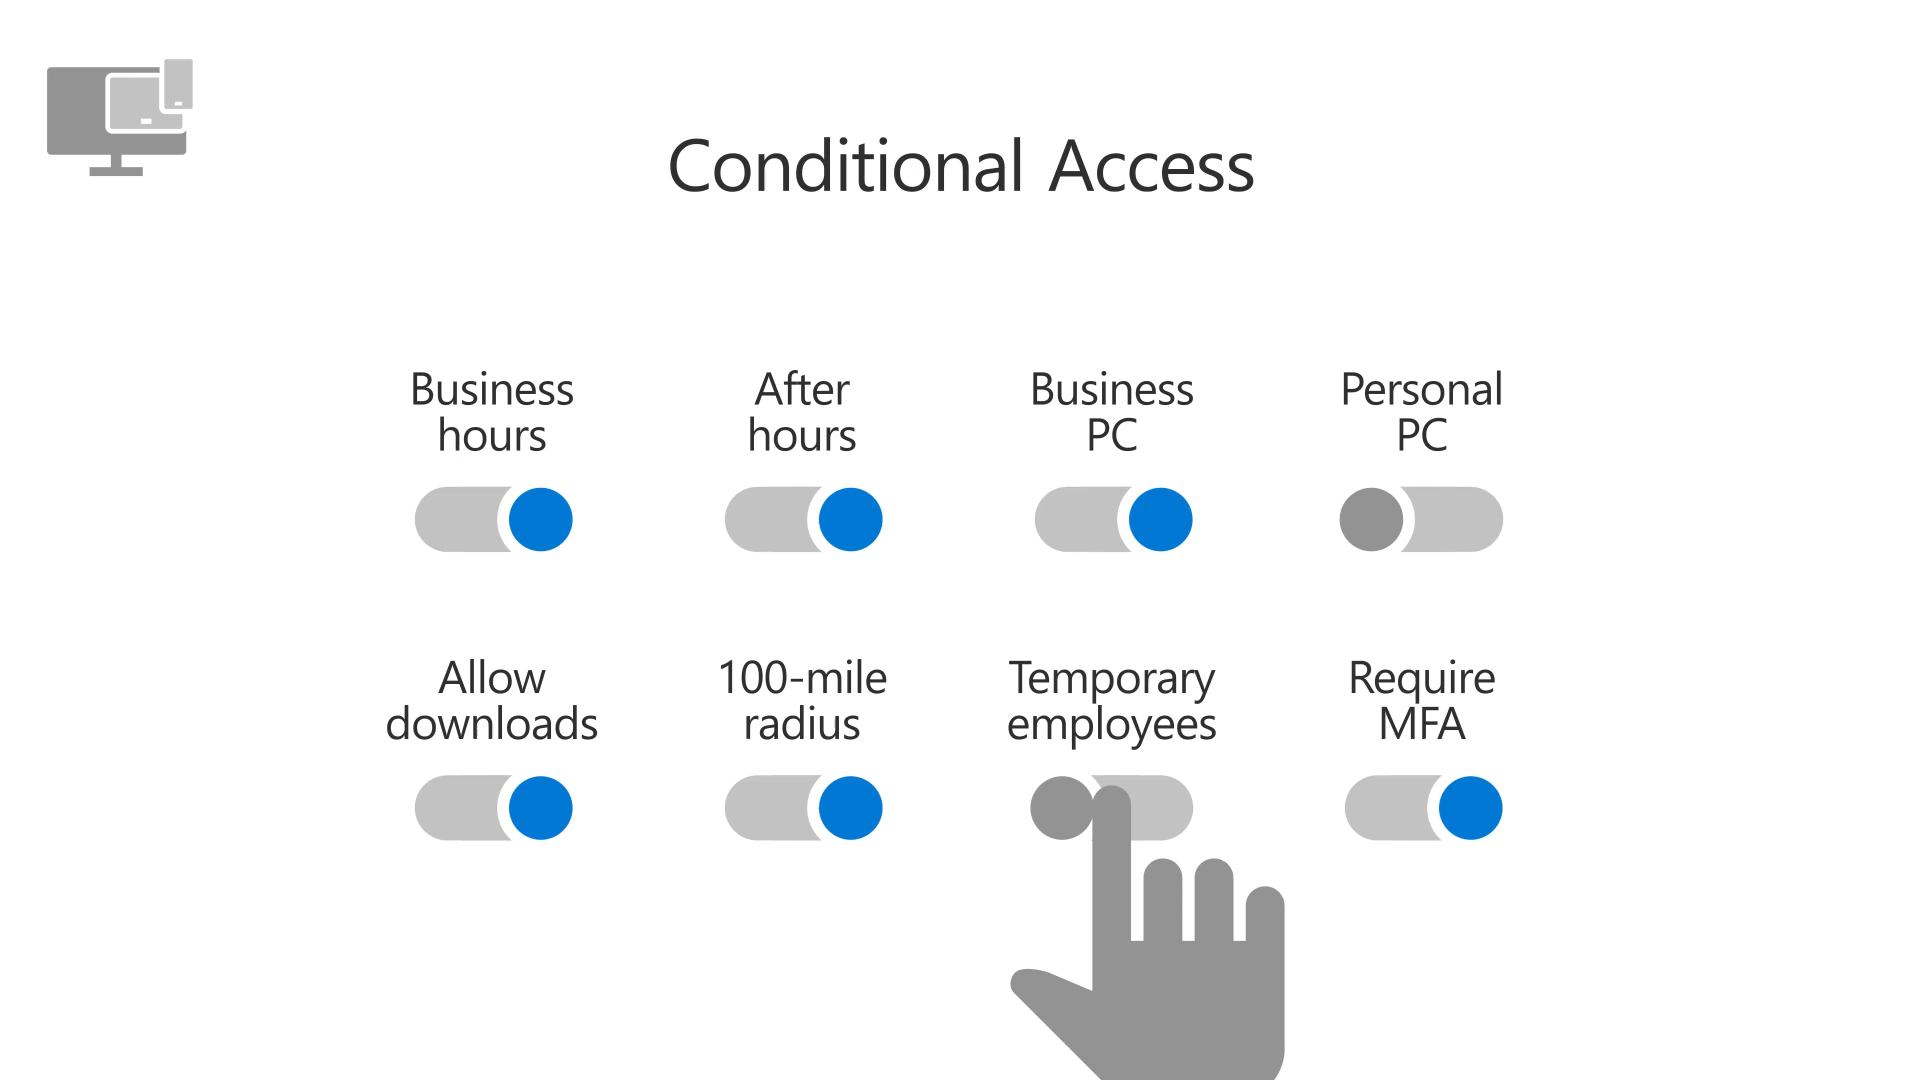 Conditional Access
Business
hours
After
hours
Business
PC
Personal
PC
Allow
downloads
100-mile
radius
Temporary
employees
Require
MFA